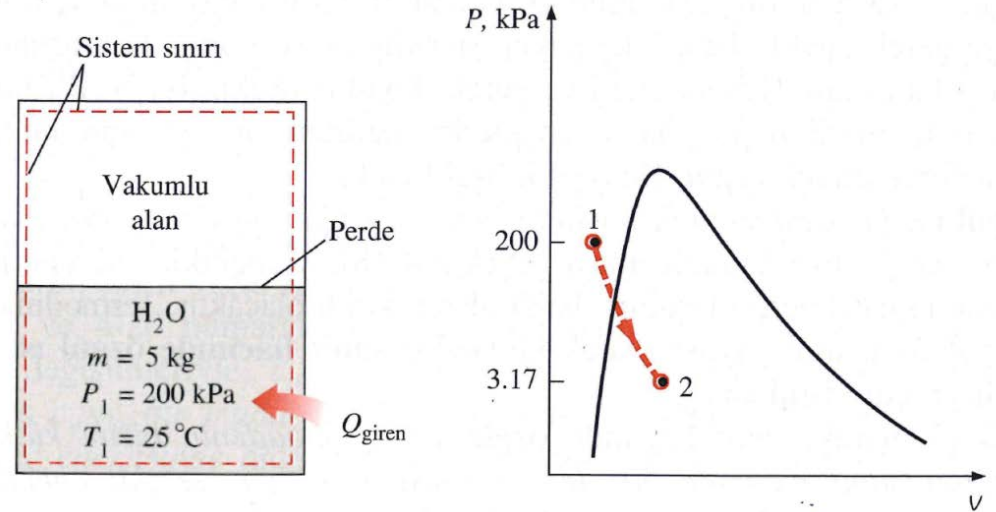 Sistem sınırı
Vakumlu
alan
Perde
H₂O
m = 5 kg
P₁ = 200 kPa
T₁ = 25 °C
Q_giren
P, kPa
1
200
3.17
2
v